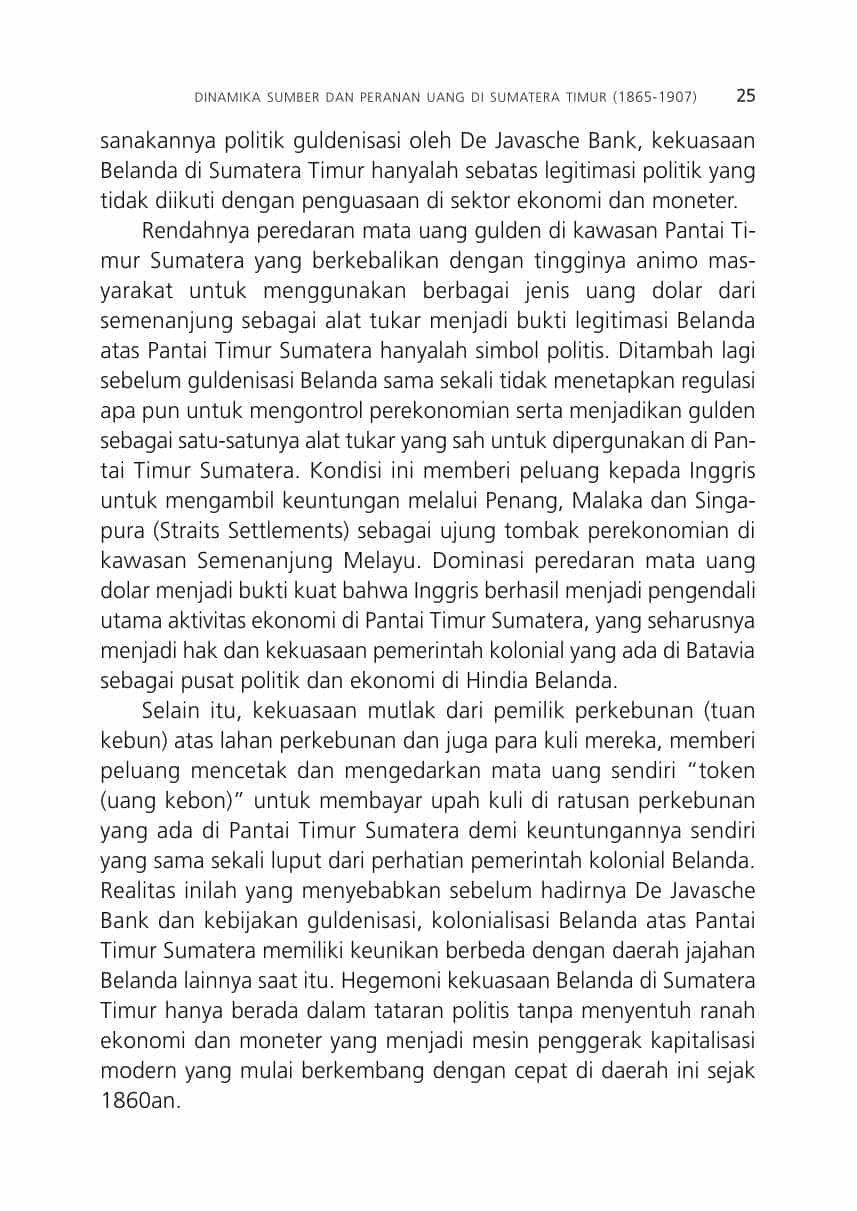 DINAMIKA SUMBER DAN PERANAN UANG DI SUMATERA TIMUR (1865-1907) 25
sanakannya politik guldenisasi oleh De Javasche Bank, kekuasaan
Belanda di Sumatera Timur hanyalah sebatas legitimasi politik yang
tidak diikuti dengan penguasaan di sektor ekonomi dan moneter.
Rendahnya peredaran mata uang gulden di kawasan Pantai Ti-
mur Sumatera yang berkebalikan dengan tingginya animo mas-
yarakat untuk menggunakan berbagai jenis uang dolar dari
semenanjung sebagai alat tukar menjadi bukti legitimasi Belanda
atas Pantai Timur Sumatera hanyalah simbol politis. Ditambah lagi
sebelum guldenisasi Belanda sama sekali tidak menetapkan regulasi
apa pun untuk mengontrol perekonomian serta menjadikan gulden
sebagai satu-satunya alat tukar yang sah untuk dipergunakan di Pan-
tai Timur Sumatera. Kondisi ini memberi peluang kepada Inggris
untuk mengambil keuntungan melalui Penang, Malaka dan Singa-
pura (Straits Settlements) sebagai ujung tombak perekonomian di
kawasan Semenanjung Melayu. Dominasi peredaran mata uang
dolar menjadi bukti kuat bahwa Inggris berhasil menjadi pengendali
utama aktivitas ekonomi di Pantai Timur Sumatera, yang seharusnya
menjadi hak dan kekuasaan pemerintah kolonial yang ada di Batavia
sebagai pusat politik dan ekonomi di Hindia Belanda.
Selain itu, kekuasaan mutlak dari pemilik perkebunan (tuan
kebun) atas lahan perkebunan dan juga para kuli mereka, memberi
peluang mencetak dan mengedarkan mata uang sendiri “token
(uang kebon)” untuk membayar upah kuli di ratusan perkebunan
yang ada di Pantai Timur Sumatera demi keuntungannya sendiri
yang sama sekali luput dari perhatian pemerintah kolonial Belanda.
Realitas inilah yang menyebabkan sebelum hadirnya De Javasche
Bank dan kebijakan guldenisasi, kolonialisasi Belanda atas Pantai
Timur Sumatera memiliki keunikan berbeda dengan daerah jajahan
Belanda lainnya saat itu. Hegemoni kekuasaan Belanda di Sumatera
Timur hanya berada dalam tataran politis tanpa menyentuh ranah
ekonomi dan moneter yang menjadi mesin penggerak kapitalisasi
modern yang mulai berkembang dengan cepat di daerah ini sejak
1860an.